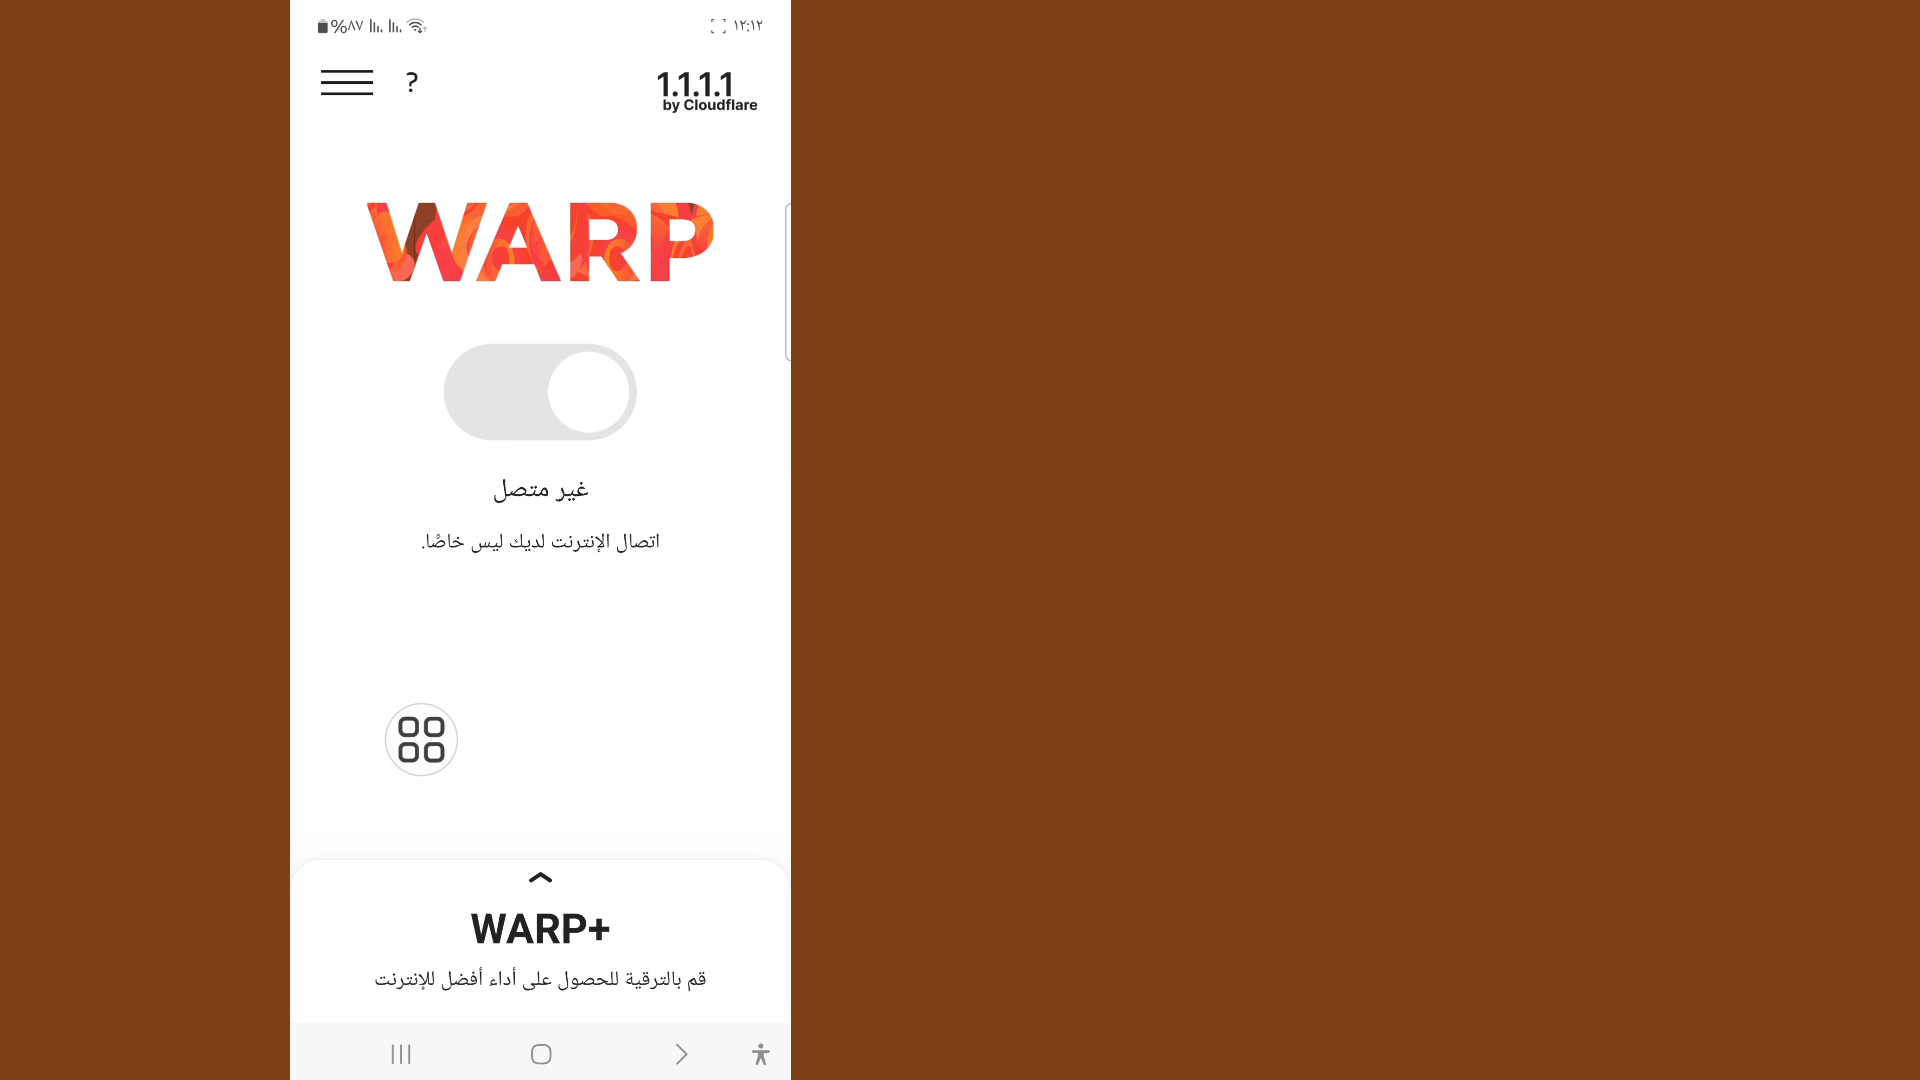 ١٢:١٢
%٨٧
?
1.1.1.1
by Cloudflare
WARP
غير متصل
اتصال الإنترنت لديك ليس خاصًّا.
WARP+
قم بالترقية للحصول على أداء أفضل للإنترنت